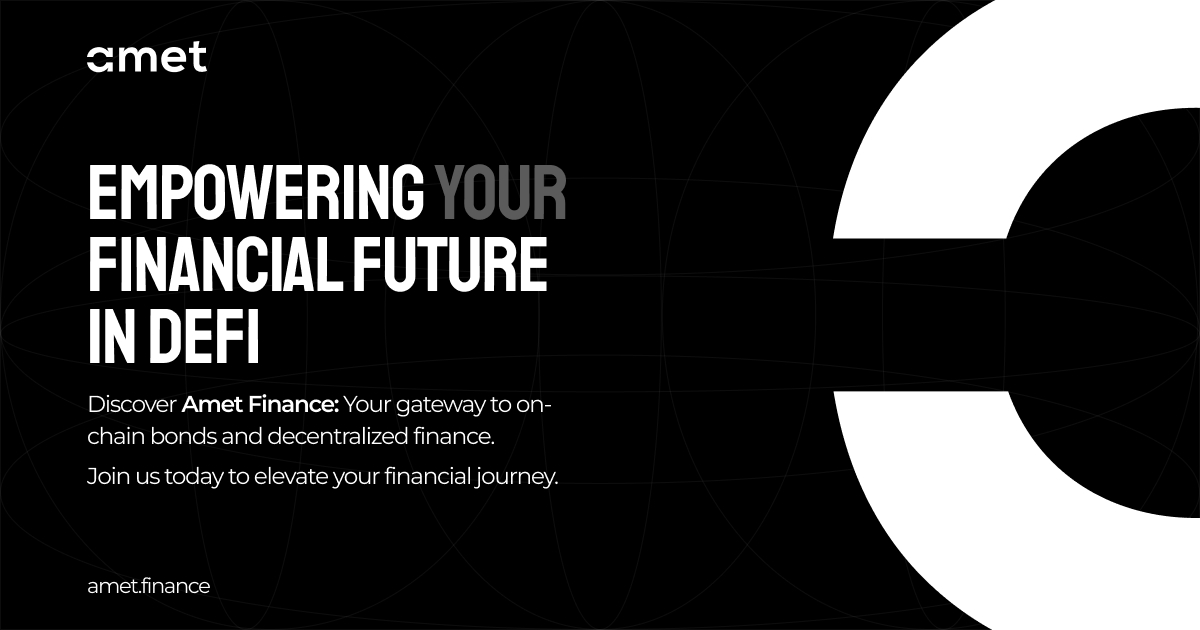 amet
EMPOWERING YOUR
FINANCIAL FUTURE
IN DEFI
Discover Amet Finance: Your gateway to on-
chain bonds and decentralized finance.
Join us today to elevate your financial journey.
amet.finance